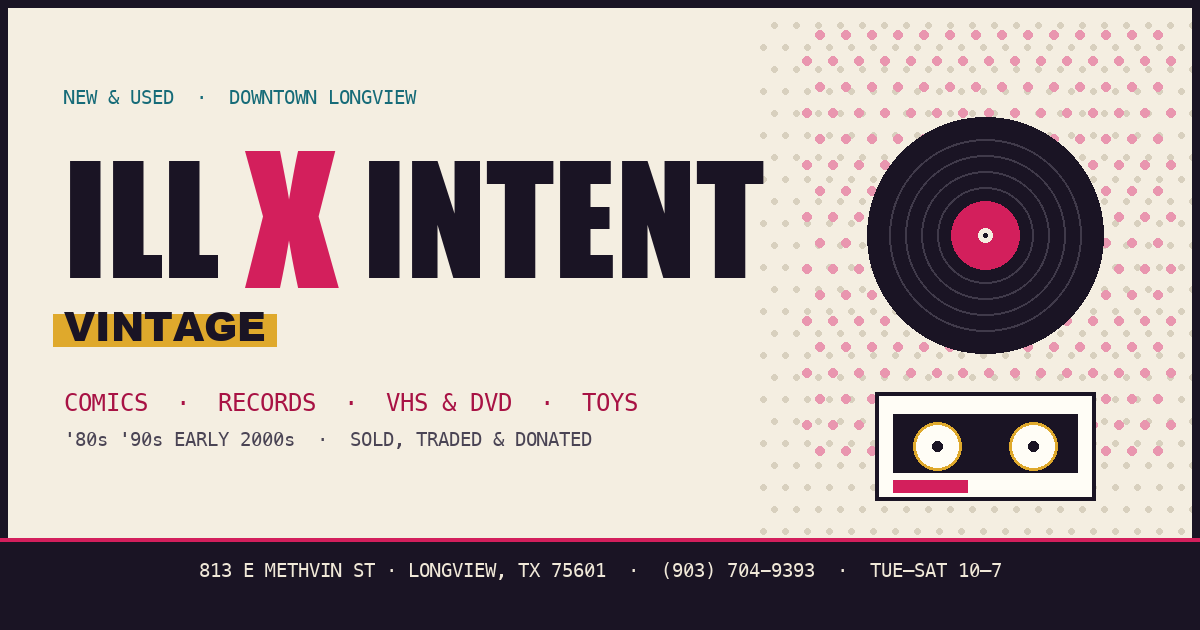 NEW & USED · DOWNTOWN LONGVIEW
ILL X INTENT
VINTAGE
COMICS · RECORDS · VHS & DVD · TOYS
'80s '90s EARLY 2000s · SOLD, TRADED & DONATED
813 E METHVIN ST · LONGVIEW, TX 75601 · (903) 704–9393 · TUE–SAT 10–7